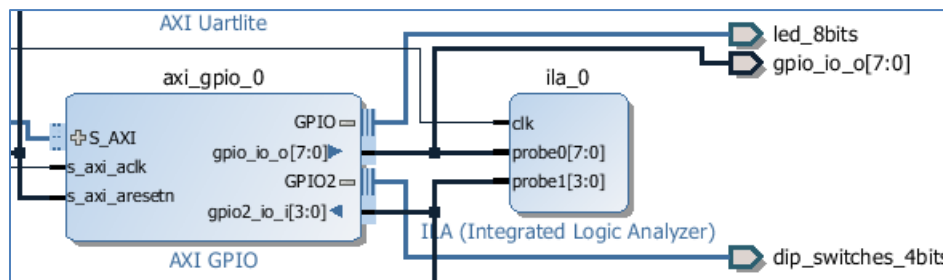 AXI Uartlite
led_8bits
gpio_io_o[7:0]
axi_gpio_0
ila_0
GPIO
clk
S_AXI
gpio_io_o[7:0]
probe0[7:0]
s_axi_aclk
GPIO2
probe1[3:0]
s_axi_aresetn
gpio2_io_i[3:0]
ILA (Integrated Logic Analyzer)
AXI GPIO
dip_switches_4bits